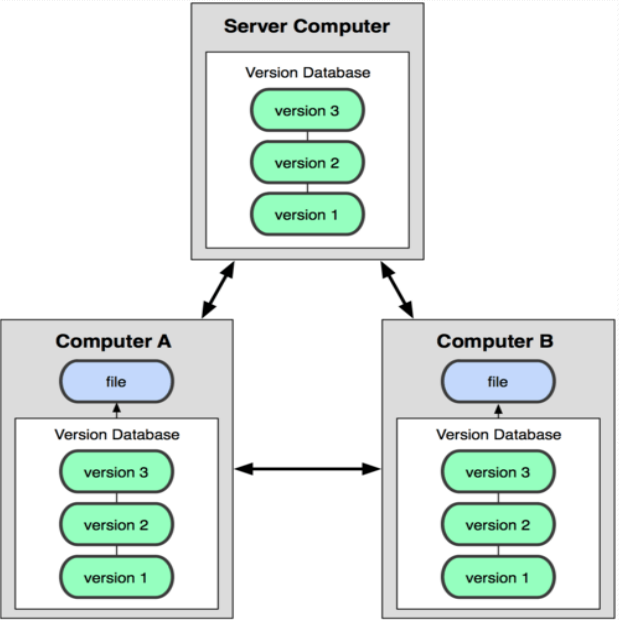 Server Computer
Version Database
version 3
version 2
version 1
Computer A
file
Version Database
version 3
version 2
version 1
Computer B
file
Version Database
version 3
version 2
version 1